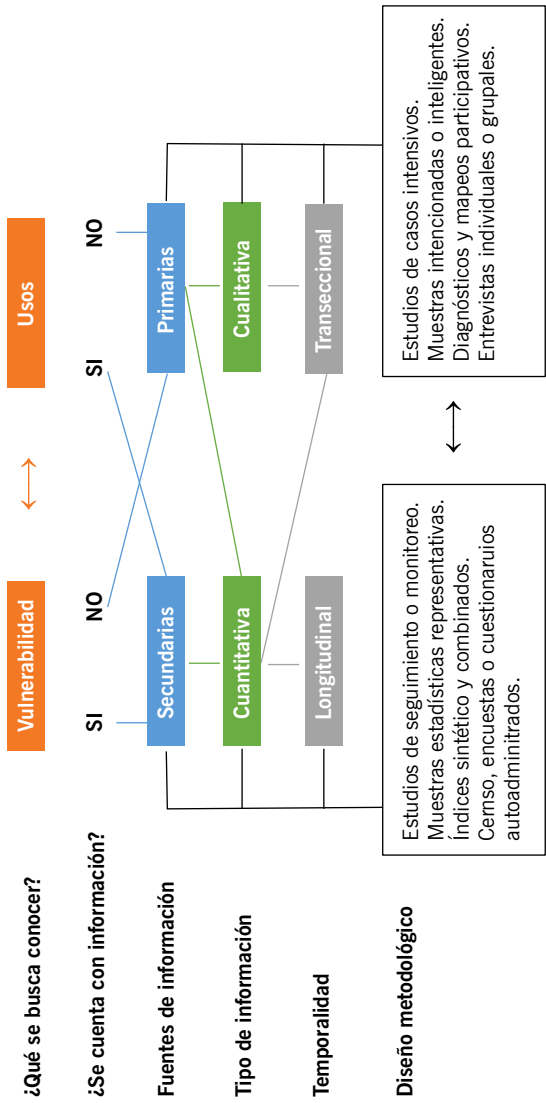 ¿Qué se busca conocer?
Vulnerabilidad
Usos
¿Se cuenta con información?
SI
NO
SI
NO
Fuentes de información
Secundarias
Primarias
Tipo de información
Cuantitativa
Cualitativa
Temporalidad
Longitudinal
Transeccional
Diseño metodológico
Estudios de seguimiento o monitoreo.
Muestras estadísticas representativas.
Índices sintético y combinados.
Cernso, encuestas o cuestionaruios
autoadminitrados.
Estudios de casos intensivos.
Muestras intencionadas o inteligentes.
Diagnósticos y mapeos participativos.
Entrevistas individuales o grupales.